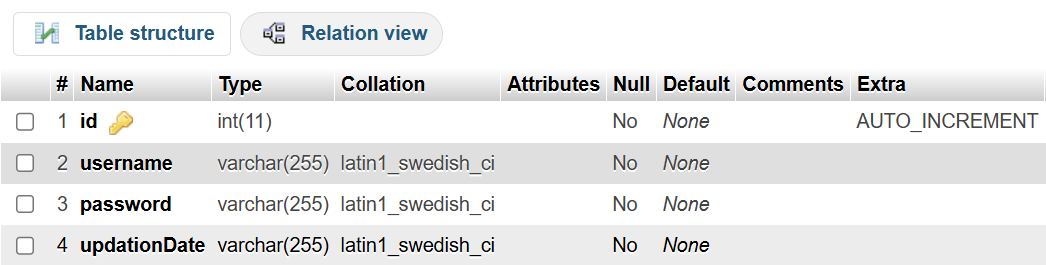 Table structure Relation view
# Name Type Collation Attributes Null Default Comments Extra
1 id int(11) No None AUTO_INCREMENT
2 username varchar(255) latin1_swedish_ci No None
3 password varchar(255) latin1_swedish_ci No None
4 updationDate varchar(255) latin1_swedish_ci No None